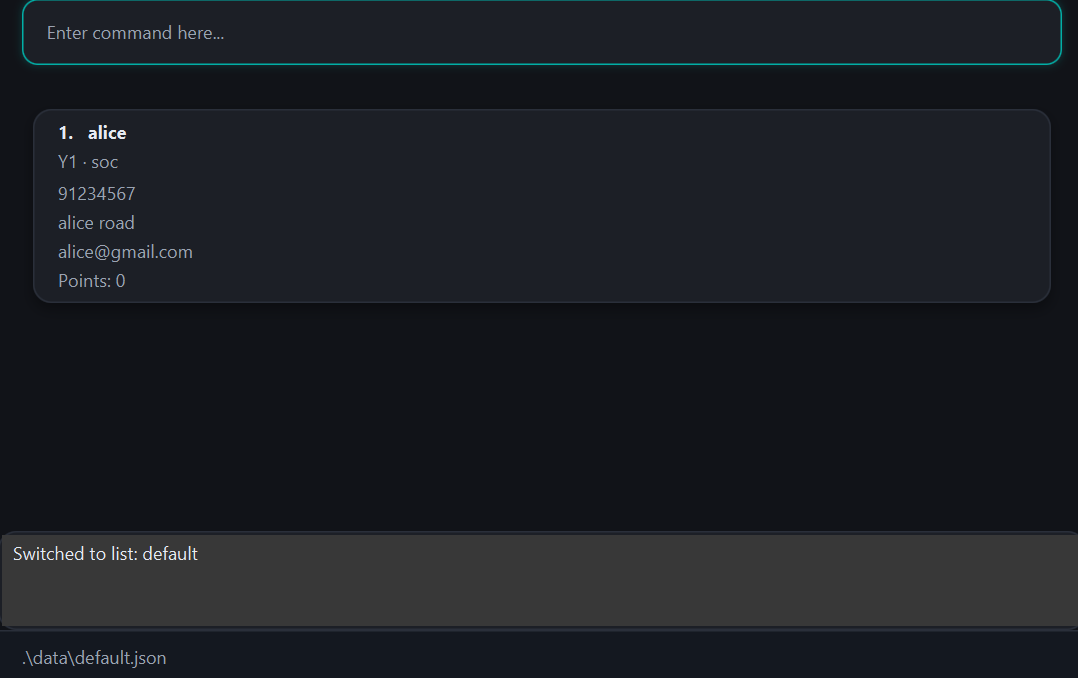 Enter command here...
1. alice
Y1 · soc
91234567
alice road
alice@gmail.com
Points: 0
Switched to list: default
.\data\default.json